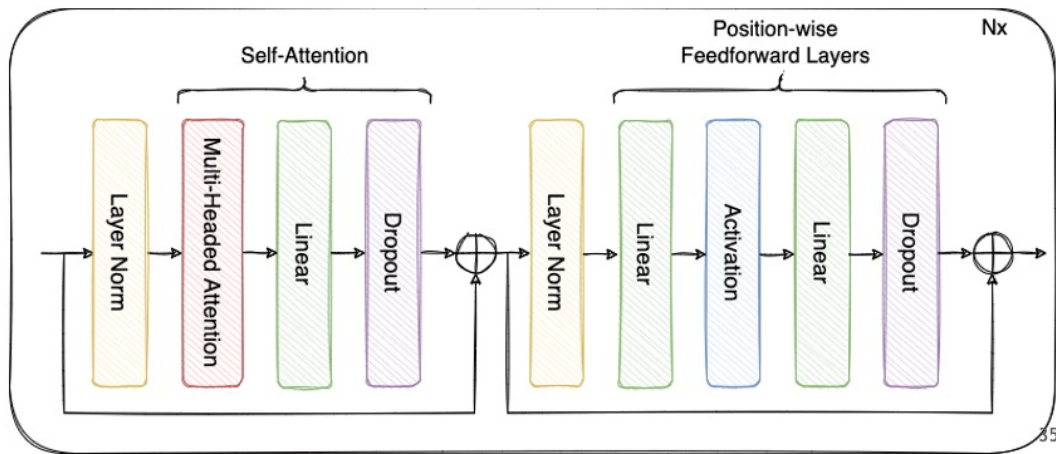 Nx
Position-wise
Feedforward Layers
Self-Attention
Layer Norm
Multi-Headed Attention
Linear
Dropout
Layer Norm
Linear
Activation
Linear
Dropout
35